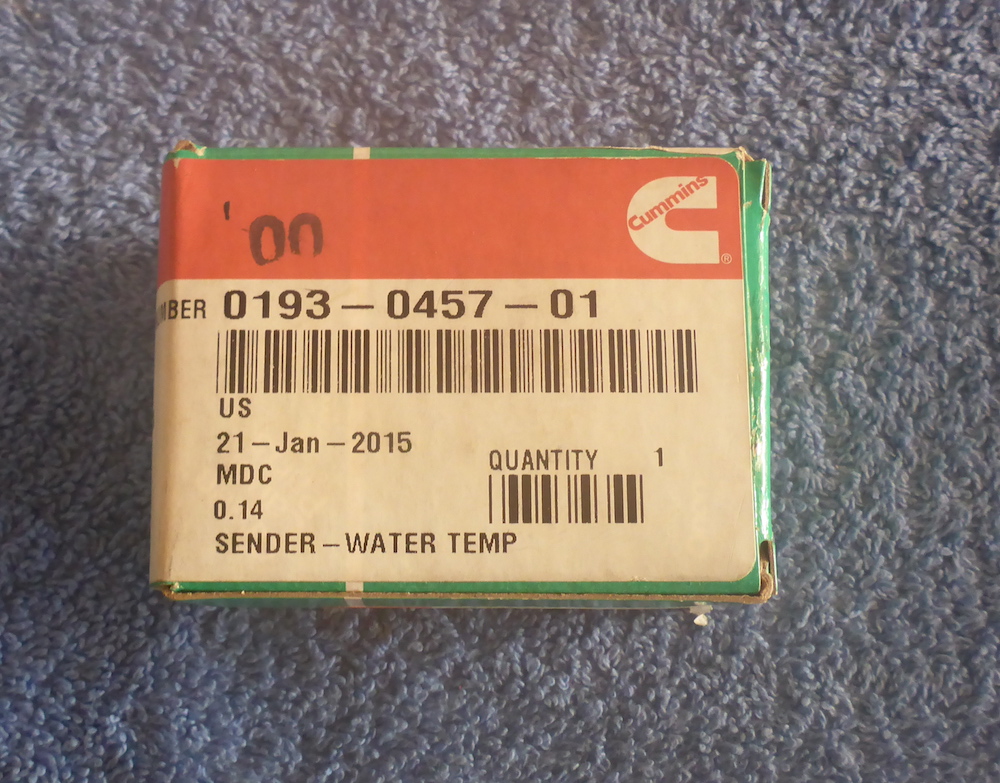 '00
Cummins
®
MBER 0193-0457-01
US
21-Jan-2015
MDC
QUANTITY 1
0.14
SENDER-WATER TEMP